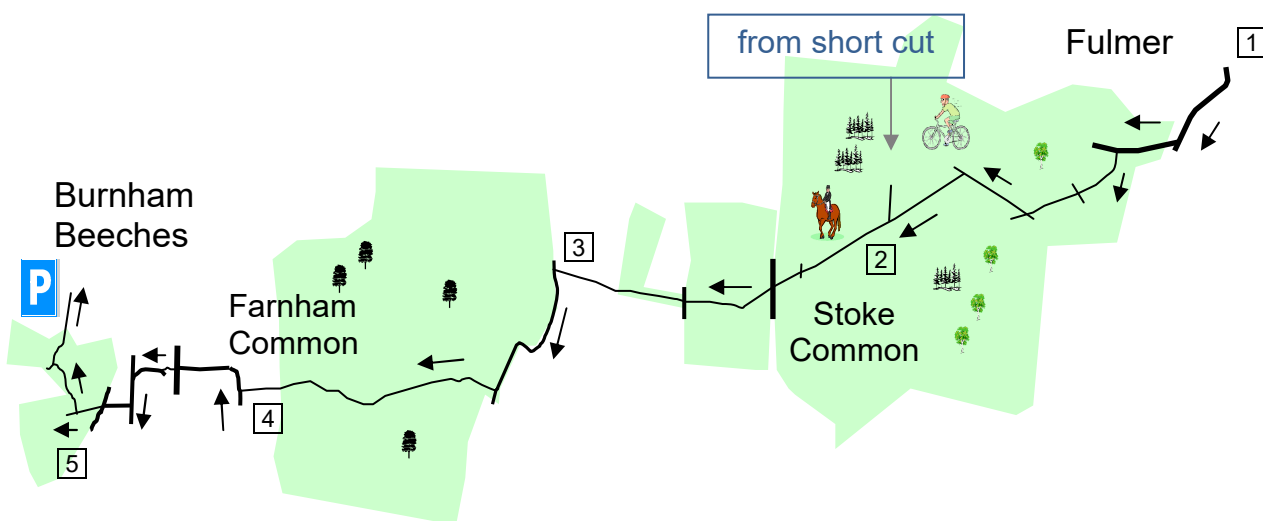 from short cut
Fulmer
1
Burnham
Beeches
P
3
2
Farnham
Common
Stoke
Common
4
5